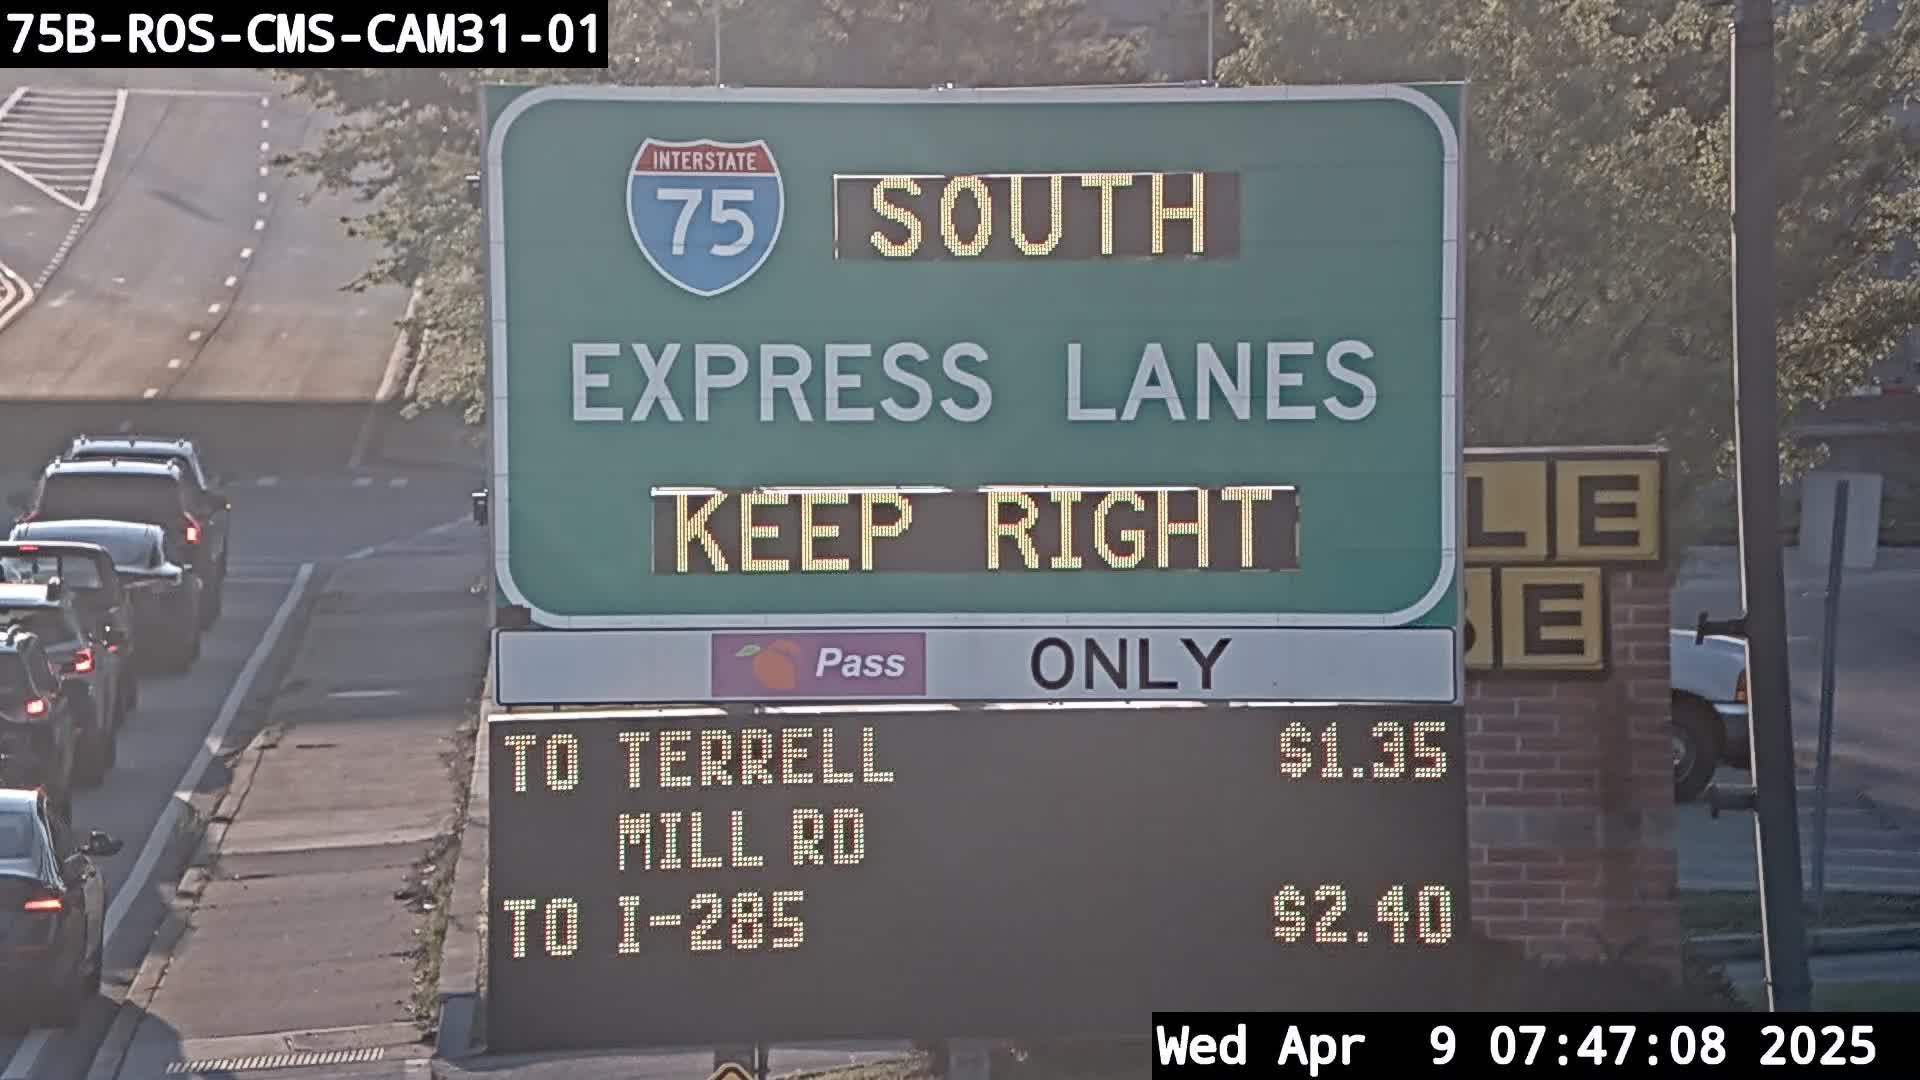 75B-ROS-CMS-CAM31-01
INTERSTATE
75
SOUTH
EXPRESS LANES
KEEP RIGHT
Pass ONLY
TO TERRELL $1.35
MILL RD
TO I-285 $2.40
LE
E
Wed Apr 9 07:47:08 2025